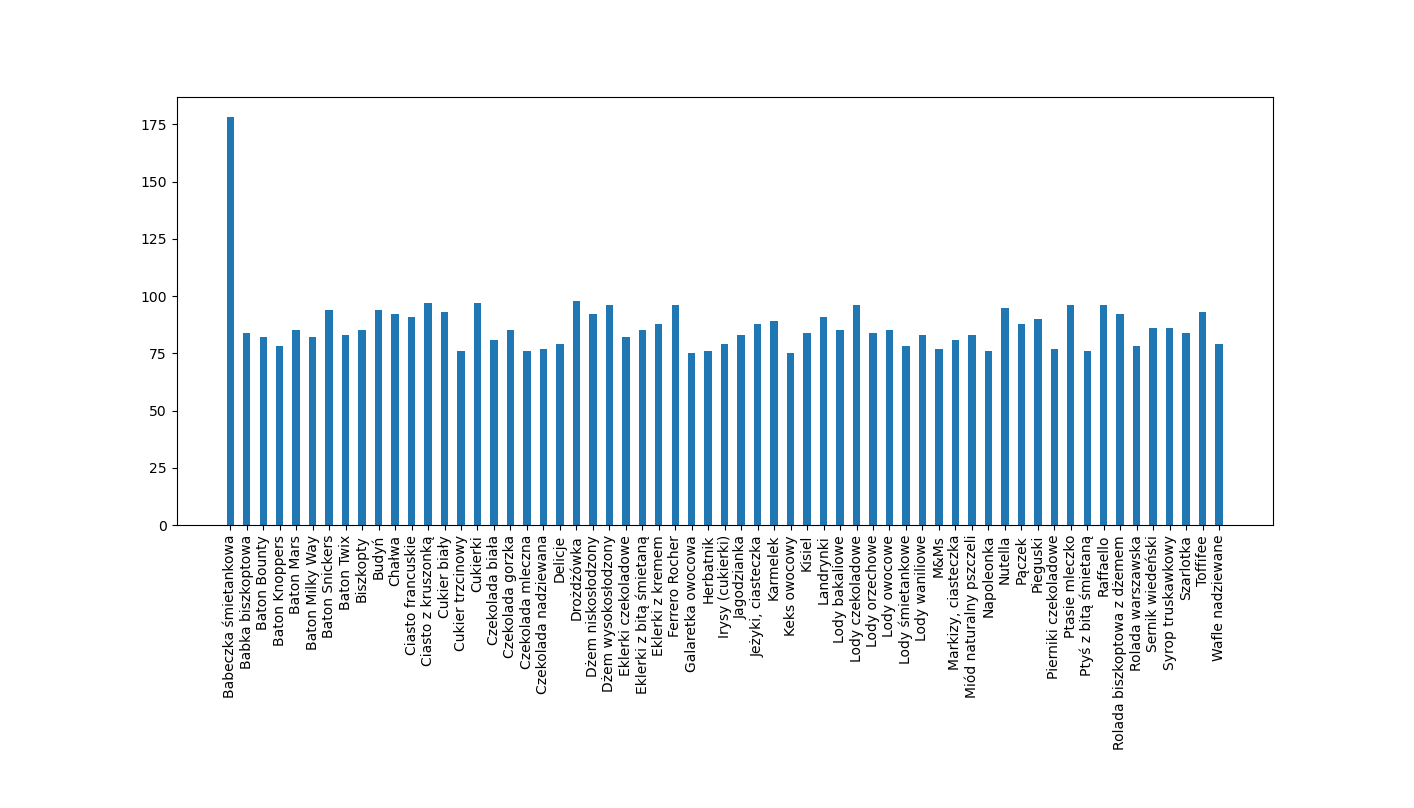 175
150
125
100
75
50
25
0
Babeczka śmietankowa
Babka biszkoptowa
Baton Bounty
Baton Knoppers
Baton Mars
Baton Milky Way
Baton Snickers
Baton Twix
Biszkopty
Budyń
Chałwa
Ciasto francuskie
Ciasto z kruszonką
Cukier biały
Cukier trzcinowy
Cukierki
Czekolada biała
Czekolada gorzka
Czekolada mleczna
Czekolada nadziewana
Delicje
Drożdżówka
Dżem niskosłodzony
Dżem wysokosłodzony
Eklerki czekoladowe
Eklerki z bitą śmietaną
Eklerki z kremem
Ferrero Rocher
Galaretka owocowa
Herbatnik
Irysy (cukierki)
Jagodzianka
Jeżyki, ciasteczka
Karmelek
Keks owocowy
Kisiel
Landrynki
Lody bakaliowe
Lody czekoladowe
Lody orzechowe
Lody owocowe
Lody śmietankowe
Lody waniliowe
M&Ms
Markizy, ciasteczka
Miód naturalny pszczeli
Napoleonka
Nutella
Pączek
Pieguski
Pierniki czekoladowe
Ptasie mleczko
Ptyś z bitą śmietaną
Raffaello
Rolada biszkoptowa z dżemem
Rolada warszawska
Sernik wiedeński
Syrop truskawkowy
Szarlotka
Toffifee
Wafle nadziewane